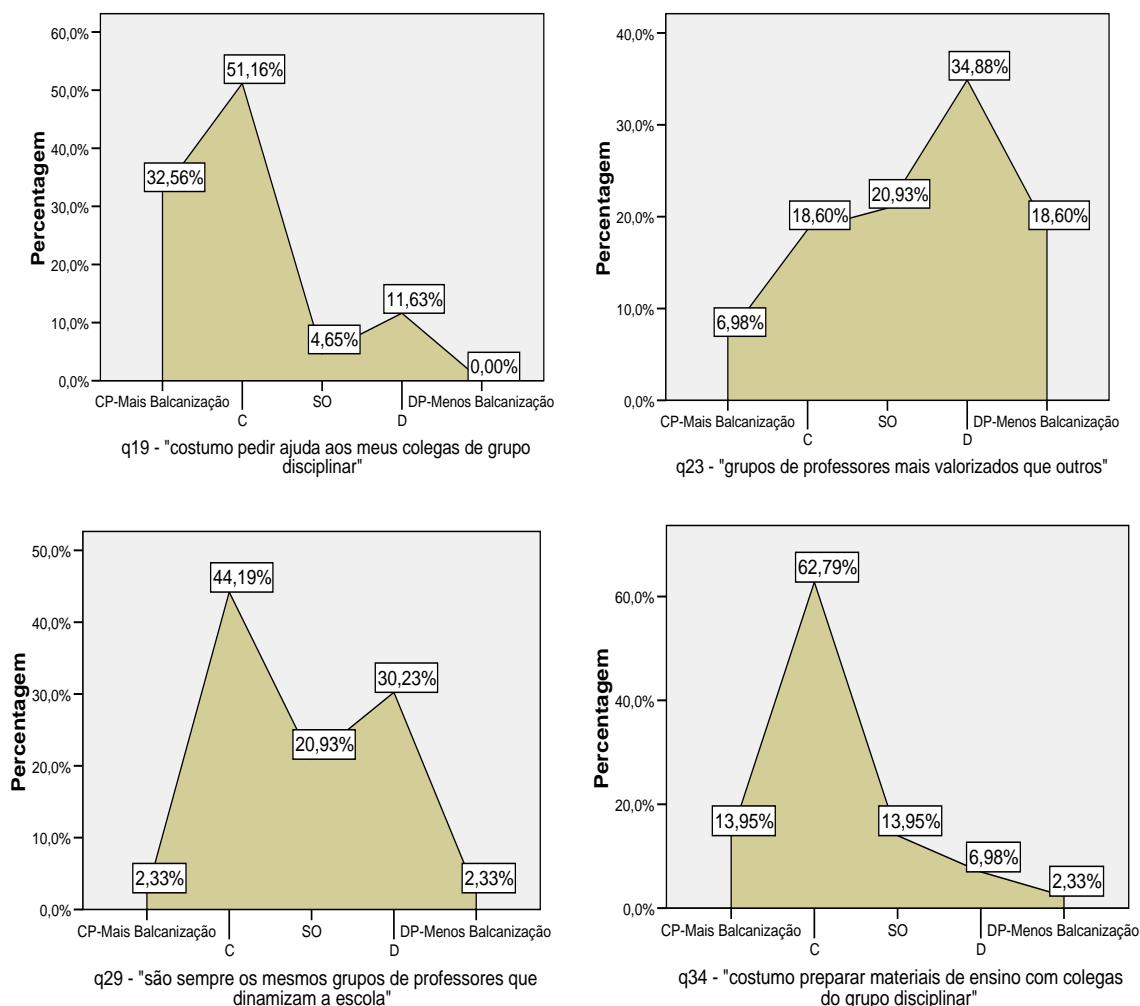 60,0%
50,0%
40,0%
30,0%
20,0%
10,0%
0,0%
Percentagem
32,56%
51,16%
4,65%
11,63%
0,00%
CP-Mais Balcanização
C
SO
D
DP-Menos Balcanização
q19 - "costumo pedir ajuda aos meus colegas de grupo
disciplinar"
40,0%
30,0%
20,0%
10,0%
0,0%
Percentagem
6,98%
18,60%
20,93%
34,88%
18,60%
CP-Mais Balcanização
C
SO
D
DP-Menos Balcanização
q23 - "grupos de professores mais valorizados que outros"
50,0%
40,0%
30,0%
20,0%
10,0%
0,0%
Percentagem
2,33%
44,19%
20,93%
30,23%
2,33%
CP-Mais Balcanização
C
SO
D
DP-Menos Balcanização
q29 - "são sempre os mesmos grupos de professores que
dinamizam a escola"
60,0%
40,0%
20,0%
0,0%
Percentagem
13,95%
62,79%
13,95%
6,98%
2,33%
CP-Mais Balcanização
C
SO
D
DP-Menos Balcanização
q34 - "costumo preparar materiais de ensino com colegas
do grupo disciplinar"